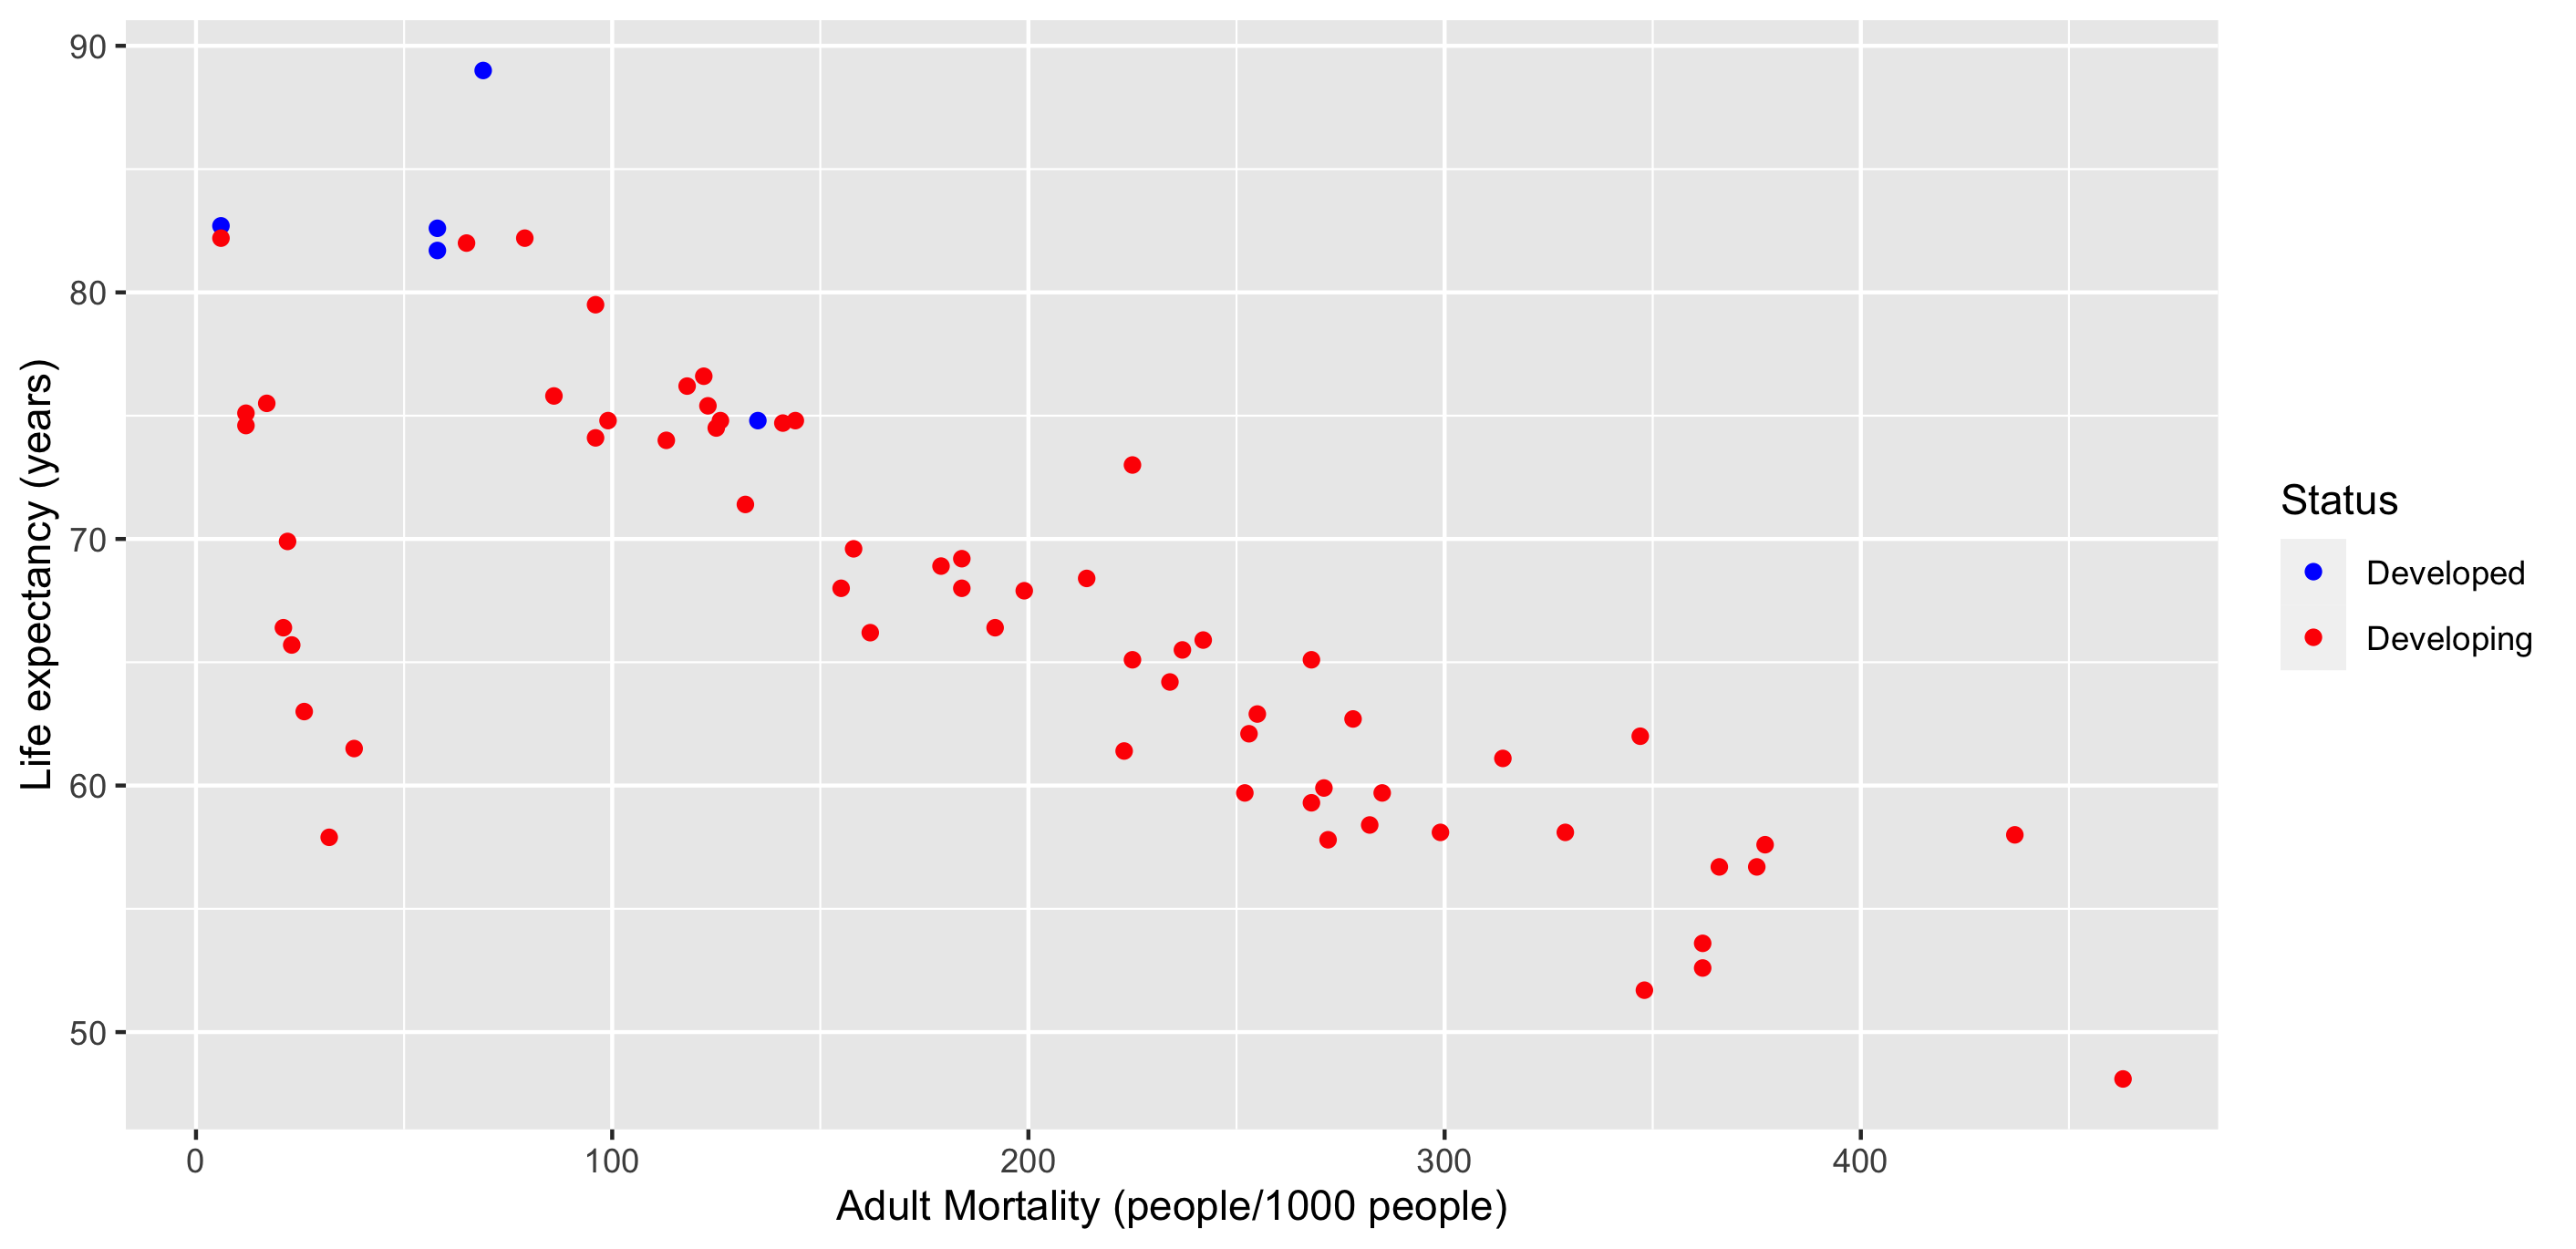 90
80
70
60
50
Life expectancy (years)
0 100 200 300 400
Adult Mortality (people/1000 people)
Status
Developed
Developing